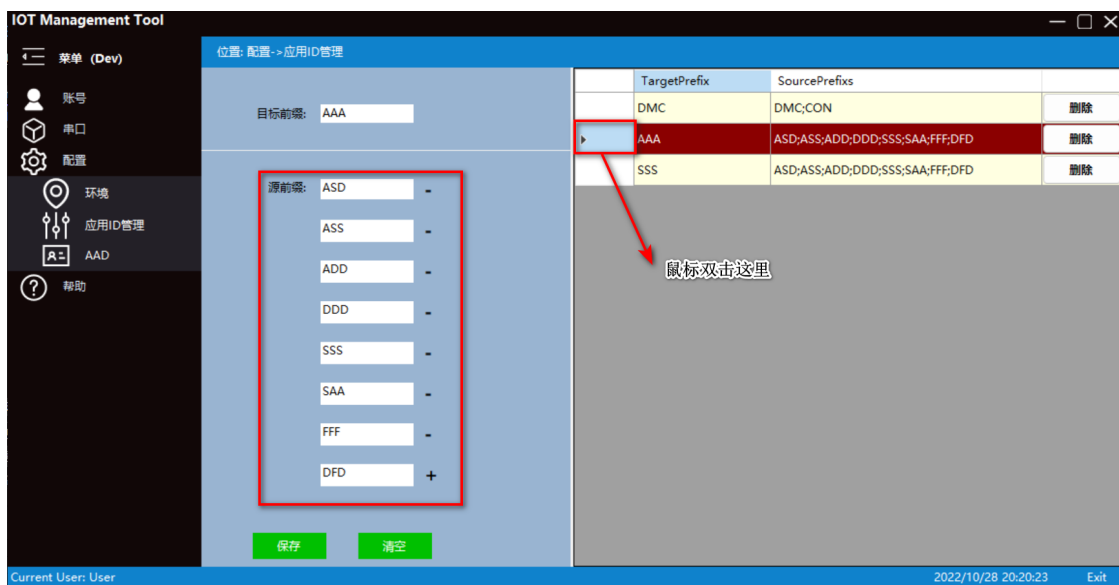 IOT Management Tool
菜单 (Dev)
位置: 配置->应用ID管理
账号
串口
配置
环境
应用ID管理
AAD
帮助
目标前缀: AAA
源前缀: ASD -
ASS -
ADD -
DDD -
SSS -
SAA -
FFF -
DFD +
保存 清空
TargetPrefix SourcePrefixs
DMC DMC;CON 删除
AAA ASD;ASS;ADD;DDD;SSS;SAA;FFF;DFD 删除
SSS ASD;ASS;ADD;DDD;SSS;SAA;FFF;DFD 删除
鼠标双击这里
Current User: User 2022/10/28 20:20:23 Exit